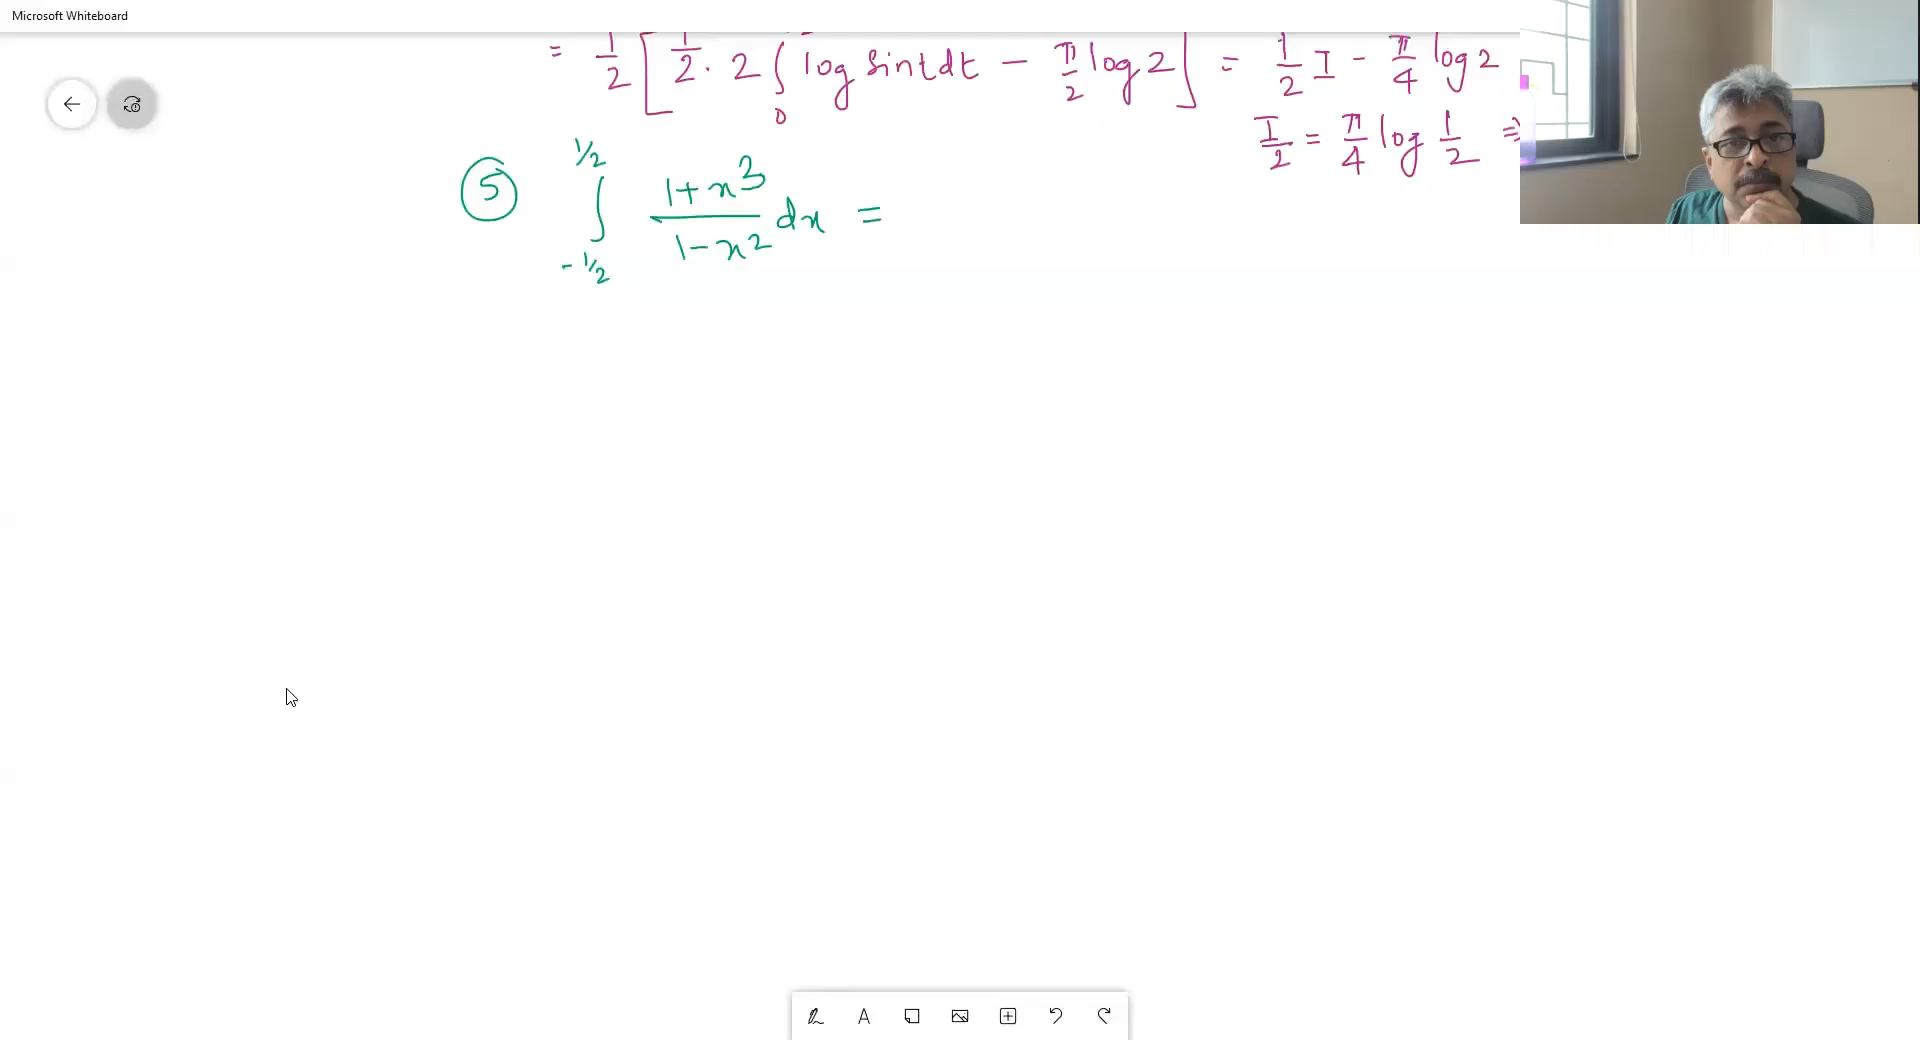 Microsoft Whiteboard
= 1/2 [ 1/2 . 2 ∫₀ log sint dt − π/2 log 2 ] = 1/2 I − π/4 log 2
I/2 = π/4 log 1/2 ⇒
⑤ ∫_{-1/2}^{1/2} (1+x³)/(1−x²) dx =
A